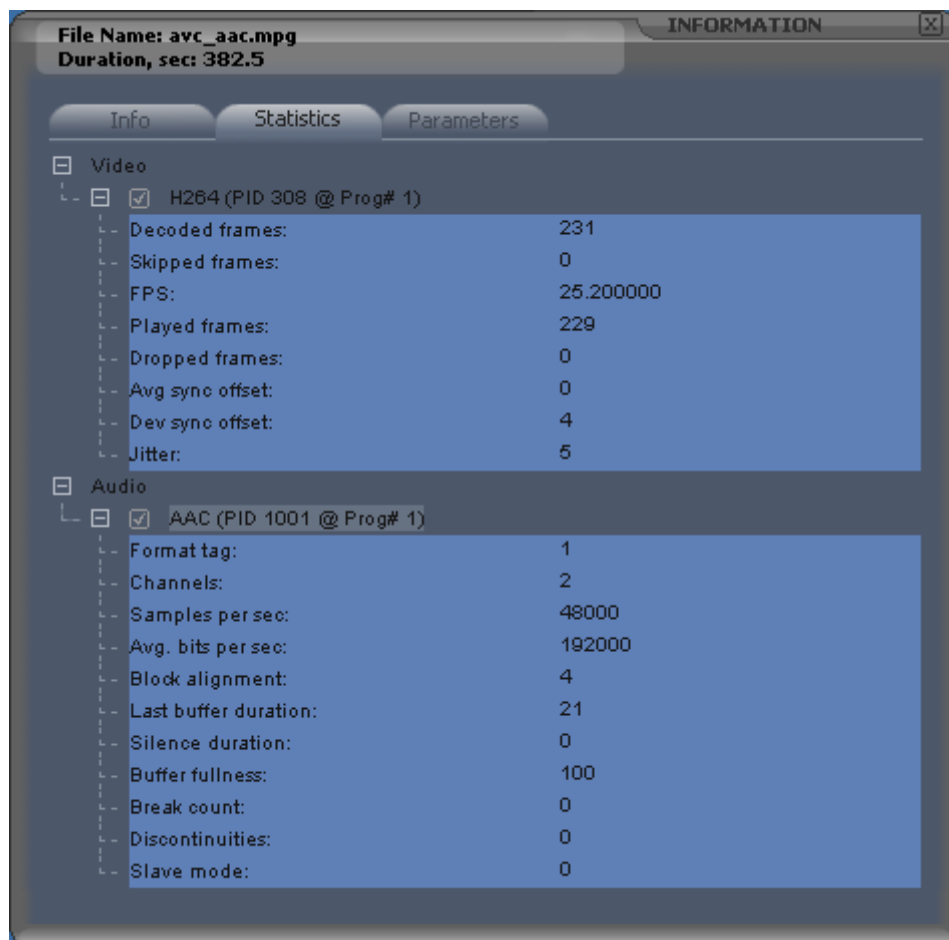 File Name: avc_aac.mpg
Duration, sec: 382.5
INFORMATION
Info Statistics Parameters
Video
H264 (PID 308 @ Prog# 1)
Decoded frames: 231
Skipped frames: 0
FPS: 25.200000
Played frames: 229
Dropped frames: 0
Avg sync offset: 0
Dev sync offset: 4
Jitter: 5
Audio
AAC (PID 1001 @ Prog# 1)
Format tag: 1
Channels: 2
Samples per sec: 48000
Avg. bits per sec: 192000
Block alignment: 4
Last buffer duration: 21
Silence duration: 0
Buffer fullness: 100
Break count: 0
Discontinuities: 0
Slave mode: 0